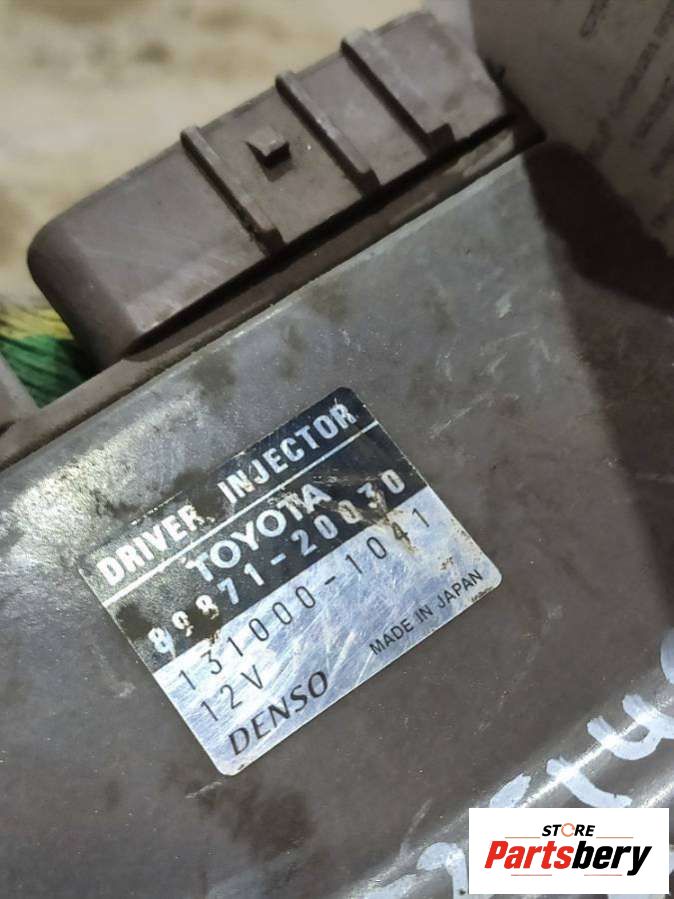 DRIVER, INJECTOR
TOYOTA
89871-20030
131000-1041
12V
DENSO
MADE IN JAPAN
STORE
Partsbery